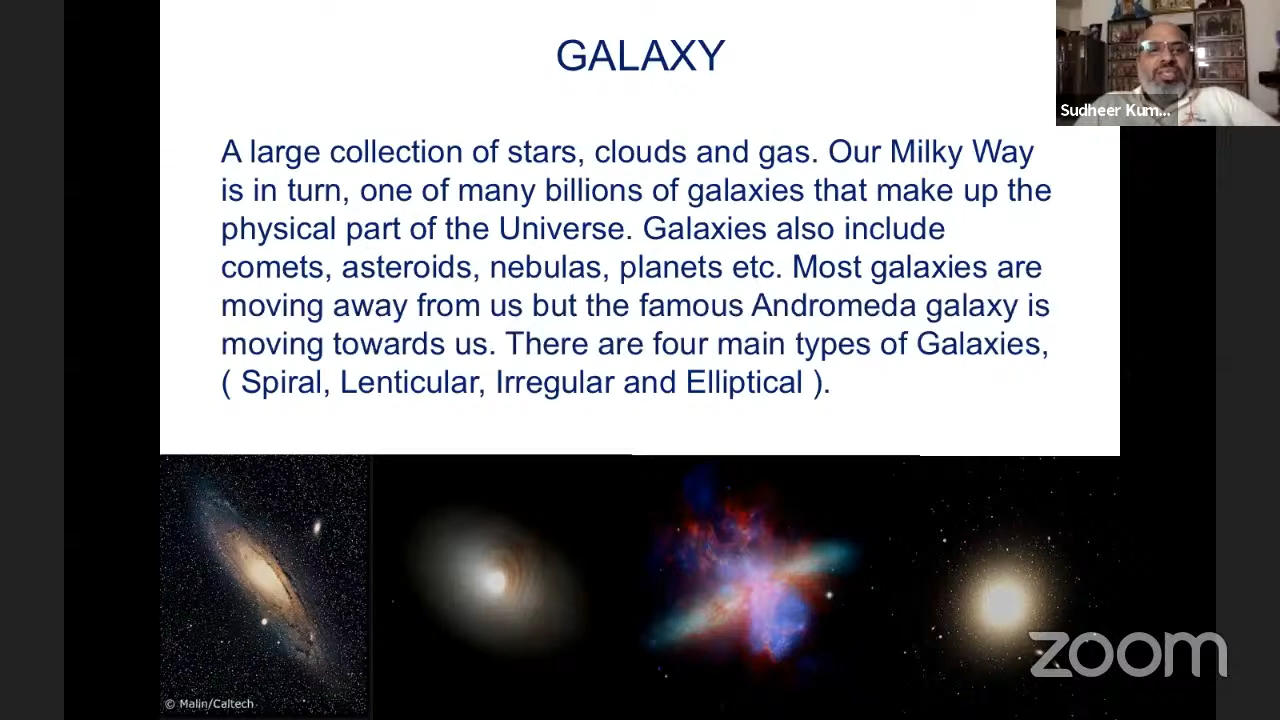 GALAXY
Sudheer Kum...
A large collection of stars, clouds and gas. Our Milky Way
is in turn, one of many billions of galaxies that make up the
physical part of the Universe. Galaxies also include
comets, asteroids, nebulas, planets etc. Most galaxies are
moving away from us but the famous Andromeda galaxy is
moving towards us. There are four main types of Galaxies,
( Spiral, Lenticular, Irregular and Elliptical ).
zoom
© Malin/Caltech